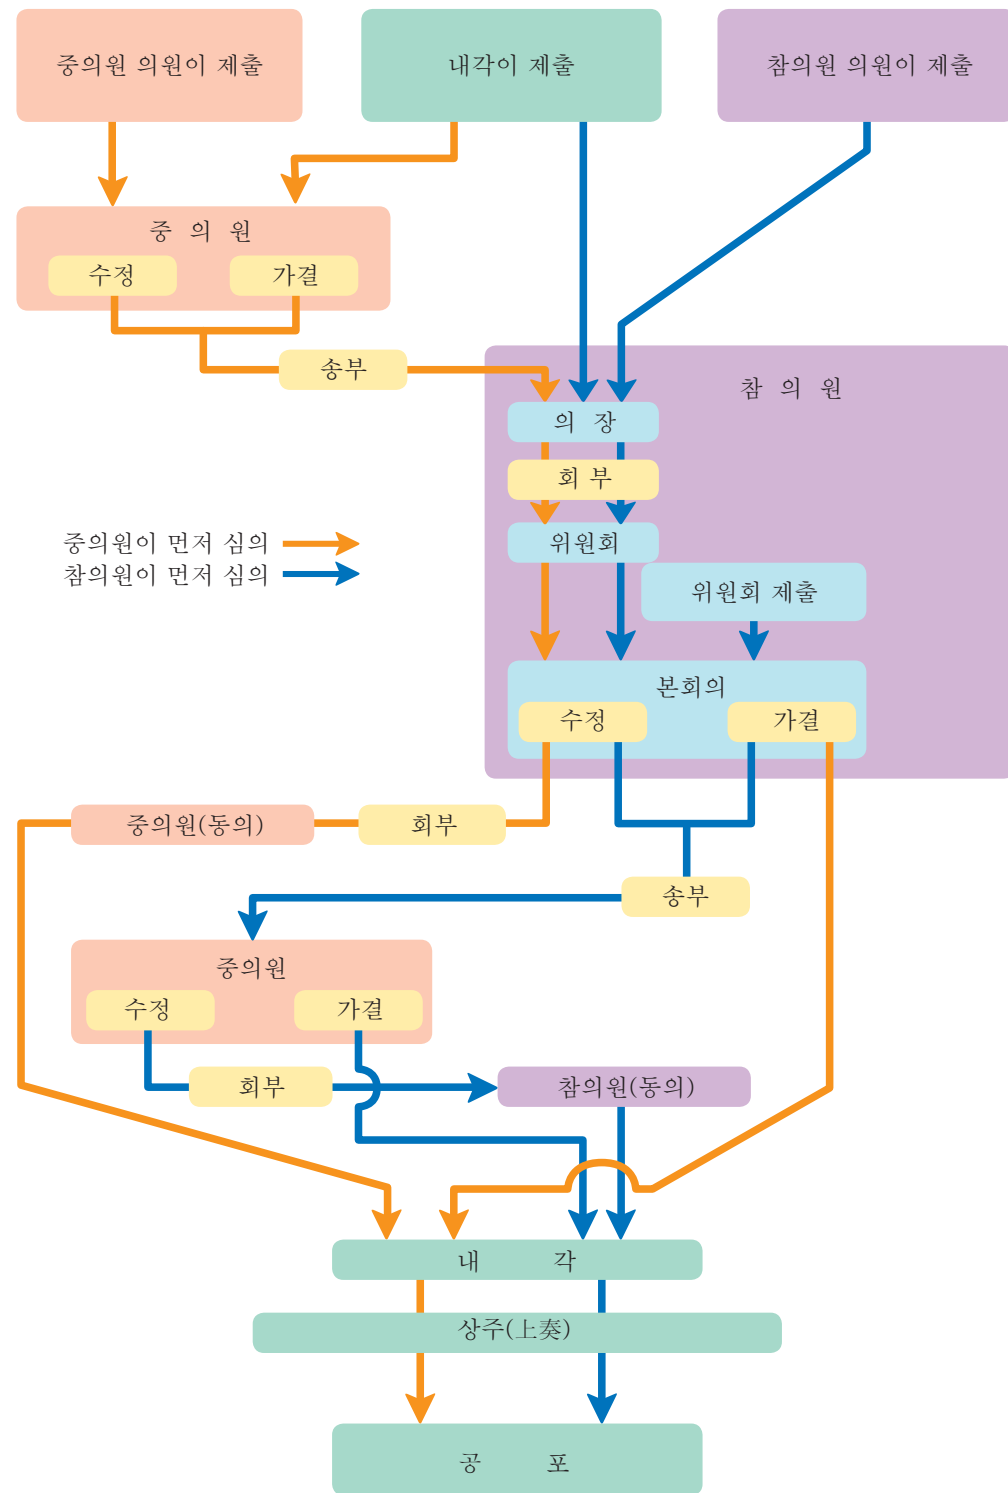 중의원 의원이 제출
내각이 제출
참의원 의원이 제출
중 의 원
수정
가결
송부
참 의 원
의 장
회 부
중의원이 먼저 심의
참의원이 먼저 심의
위원회
위원회 제출
본회의
수정
가결
중의원(동의)
회부
송부
중의원
수정
가결
회부
참의원(동의)
내 각
상주(上奏)
공 포